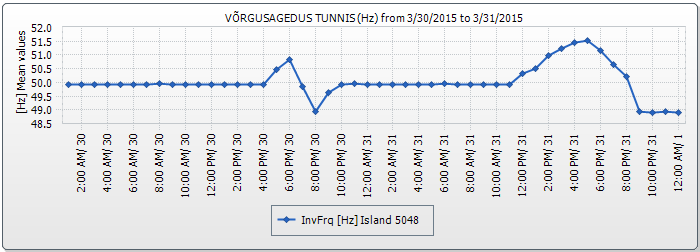 VÕRGUSAGEDUS TUNNIS (Hz) from 3/30/2015 to 3/31/2015
[Hz] Mean values
52.0
51.5
51.0
50.5
50.0
49.5
49.0
48.5
2:00 AM/ 30
4:00 AM/ 30
6:00 AM/ 30
8:00 AM/ 30
10:00 AM/ 30
12:00 PM/ 30
2:00 PM/ 30
4:00 PM/ 30
6:00 PM/ 30
8:00 PM/ 30
10:00 PM/ 30
12:00 AM/ 31
2:00 AM/ 31
4:00 AM/ 31
6:00 AM/ 31
8:00 AM/ 31
10:00 AM/ 31
12:00 PM/ 31
2:00 PM/ 31
4:00 PM/ 31
6:00 PM/ 31
8:00 PM/ 31
10:00 PM/ 31
12:00 AM/ 1
InvFrq [Hz] Island 5048